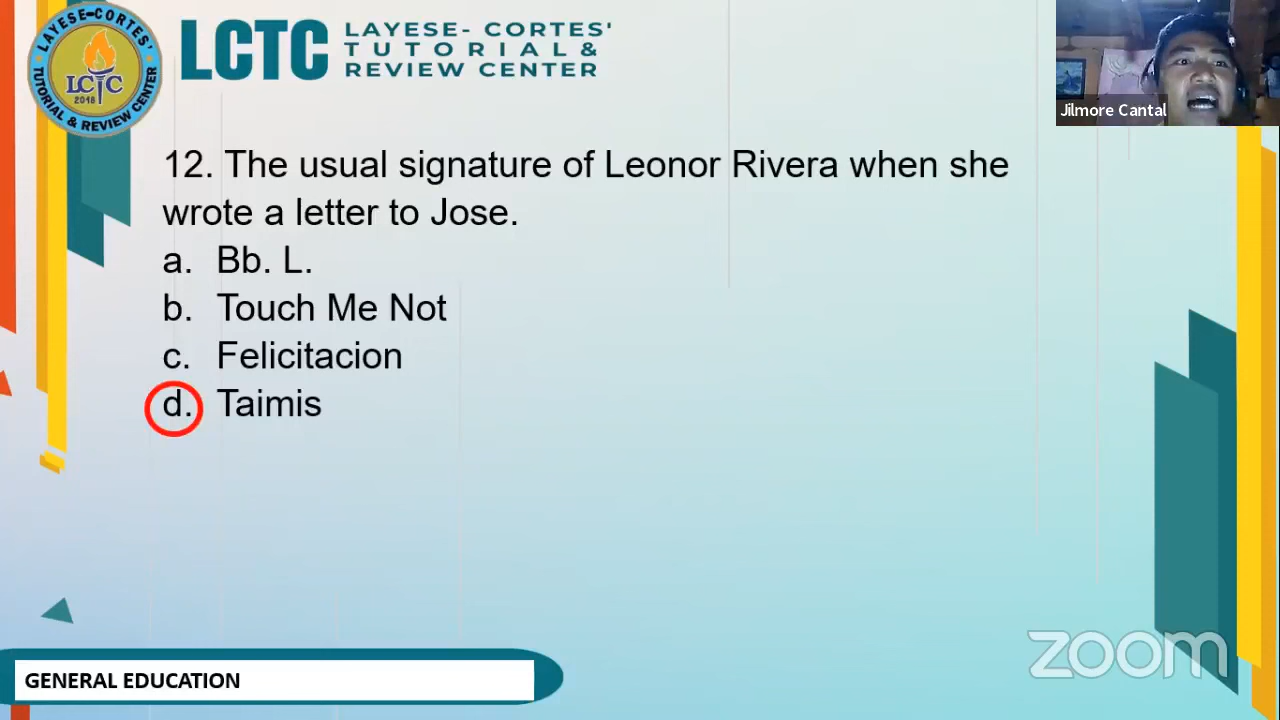 LAYESE-CORTES'
TUTORIAL & REVIEW CENTER
LCTC
2018
LCTC
LAYESE- CORTES'
TUTORIAL &
REVIEW CENTER
Jilmore Cantal
12. The usual signature of Leonor Rivera when she
wrote a letter to Jose.
a. Bb. L.
b. Touch Me Not
c. Felicitacion
d. Taimis
zoom
GENERAL EDUCATION